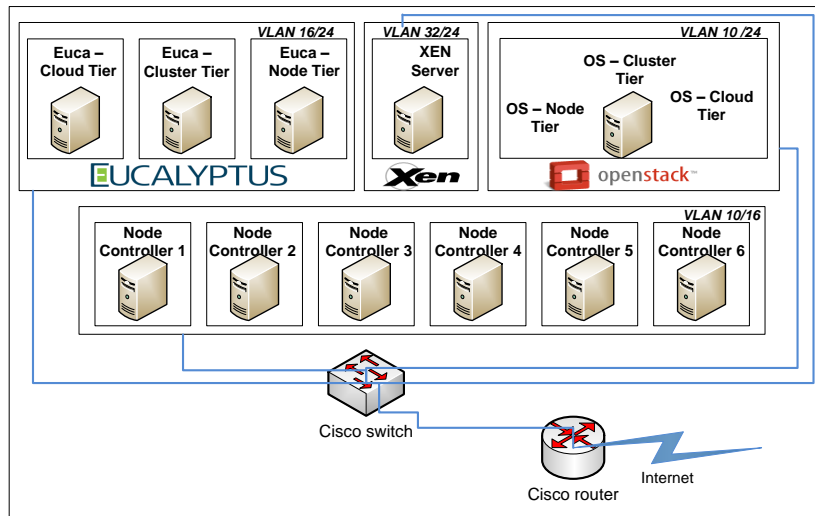 VLAN 16/24
Euca –
Cloud Tier
Euca –
Cluster Tier
Euca –
Node Tier
EUCALYPTUS
VLAN 32/24
XEN
Server
Xen
VLAN 10 /24
OS – Cluster
Tier
OS – Node
Tier
OS – Cloud
Tier
openstack™
VLAN 10/16
Node
Controller 1
Node
Controller 2
Node
Controller 3
Node
Controller 4
Node
Controller 5
Node
Controller 6
Cisco switch
Cisco router
Internet